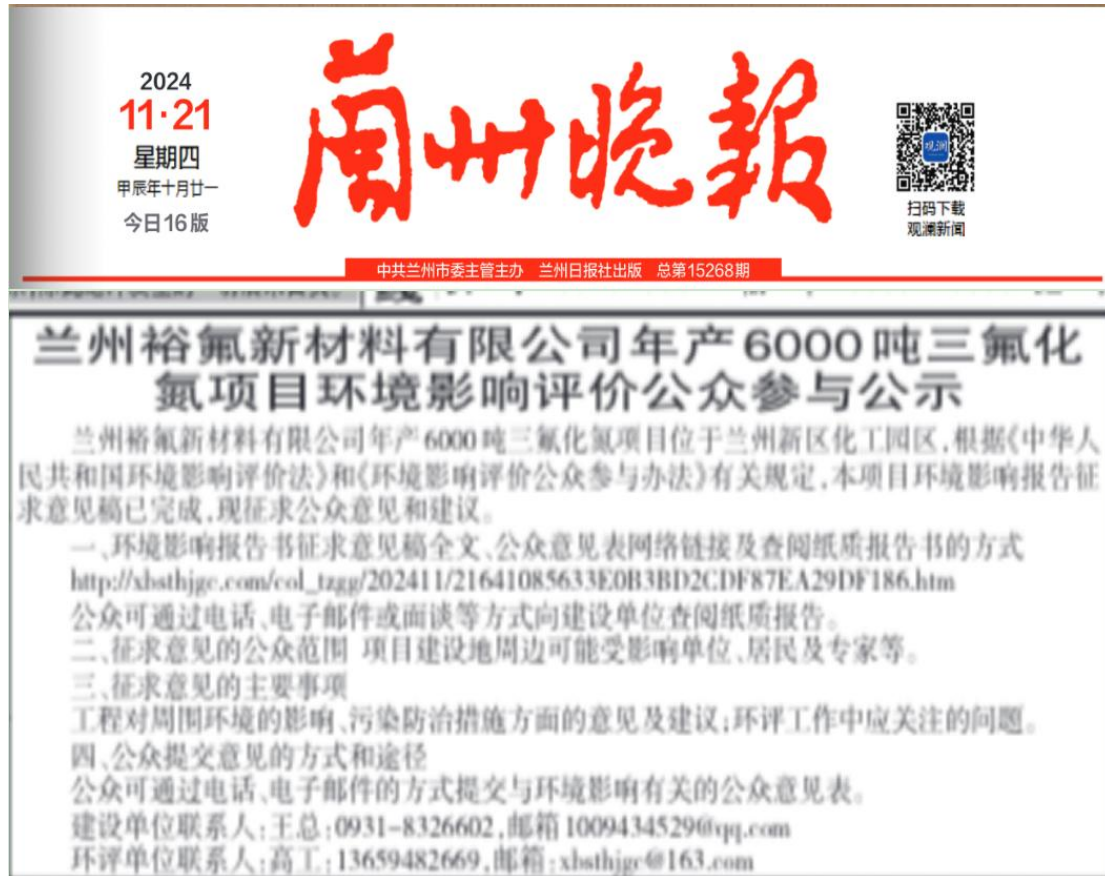 2024
11·21
星期四
甲辰年十月廿一
今日16版
蘭州晚報
观澜
扫码下载
观澜新闻
中共兰州市委主管主办 兰州日报社出版 总第15268期
兰州裕氟新材料有限公司年产6000吨三氟化
氮项目环境影响评价公众参与公示
兰州裕氟新材料有限公司年产6000吨三氟化氮项目位于兰州新区化工园区,根据《中华人
民共和国环境影响评价法》和《环境影响评价公众参与办法》有关规定,本项目环境影响报告征
求意见稿已完成,现征求公众意见和建议。
一、环境影响报告书征求意见稿全文、公众意见表网络链接及查阅纸质报告书的方式
http://xbsthjgc.com/col_tzgg/202411/21641085633E0B3BD2CDF87EA29DF186.htm
公众可通过电话、电子邮件或面谈等方式向建设单位查阅纸质报告。
二、征求意见的公众范围 项目建设地周边可能受影响单位、居民及专家等。
三、征求意见的主要事项
工程对周围环境的影响、污染防治措施方面的意见及建议;环评工作中应关注的问题。
四、公众提交意见的方式和途径
公众可通过电话、电子邮件的方式提交与环境影响有关的公众意见表。
建设单位联系人:王总:0931-8326602,邮箱1009434529@qq.com
环评单位联系人:高工:13659482669,邮箱:xbsthjgc@163.com